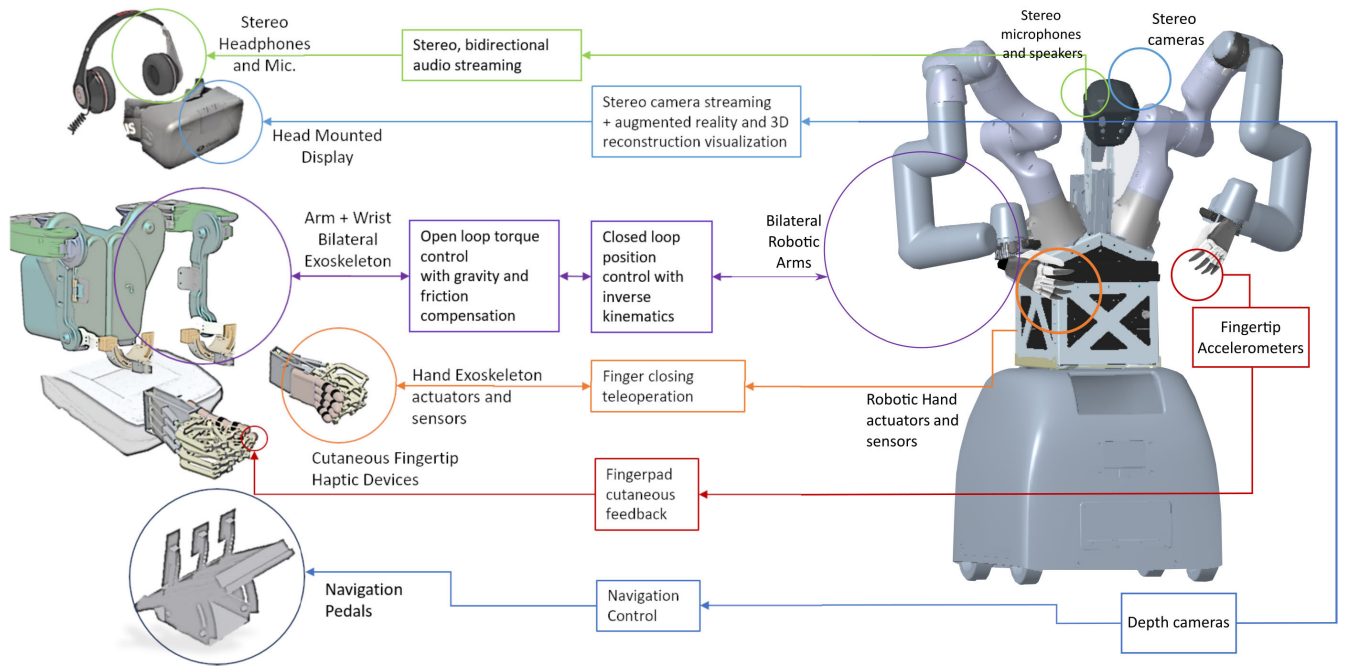 Stereo
Headphones
and Mic.
Stereo, bidirectional
audio streaming
Stereo
microphones
and speakers
Stereo
cameras
Head Mounted
Display
Stereo camera streaming
+ augmented reality and 3D
reconstruction visualization
Arm + Wrist
Bilateral
Exoskeleton
Open loop torque
control
with gravity and
friction
compensation
Closed loop
position
control with
inverse
kinematics
Bilateral
Robotic
Arms
Fingertip
Accelerometers
Hand Exoskeleton
actuators and
sensors
Finger closing
teleoperation
Robotic Hand
actuators and
sensors
Cutaneous Fingertip
Haptic Devices
Fingerpad
cutaneous
feedback
Navigation
Pedals
Navigation
Control
Depth cameras